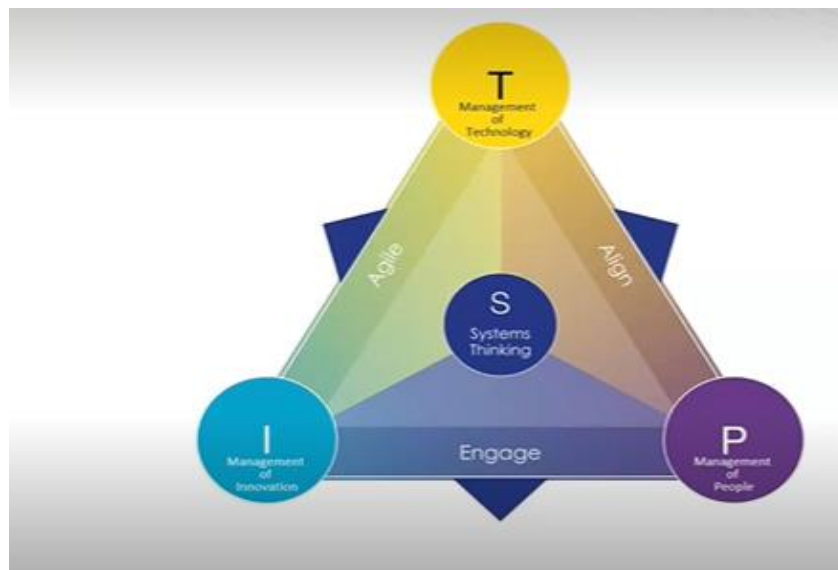 T
Management
of
Technology
Agile
Align
S
Systems
Thinking
I
Management
of
Innovation
Engage
P
Management
of
People